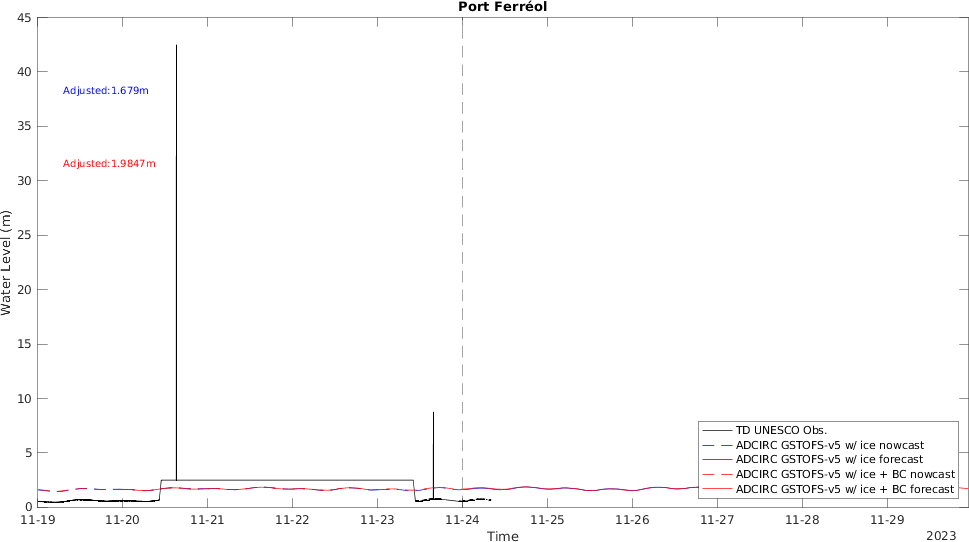 Port Ferréol
45
40
35
30
25
20
15
10
5
0
Water Level (m)
Adjusted:1.679m
Adjusted:1.9847m
TD UNESCO Obs.
ADCIRC GSTOFS-v5 w/ ice nowcast
ADCIRC GSTOFS-v5 w/ ice forecast
ADCIRC GSTOFS-v5 w/ ice + BC nowcast
ADCIRC GSTOFS-v5 w/ ice + BC forecast
11-19 11-20 11-21 11-22 11-23 11-24 11-25 11-26 11-27 11-28 11-29
Time
2023